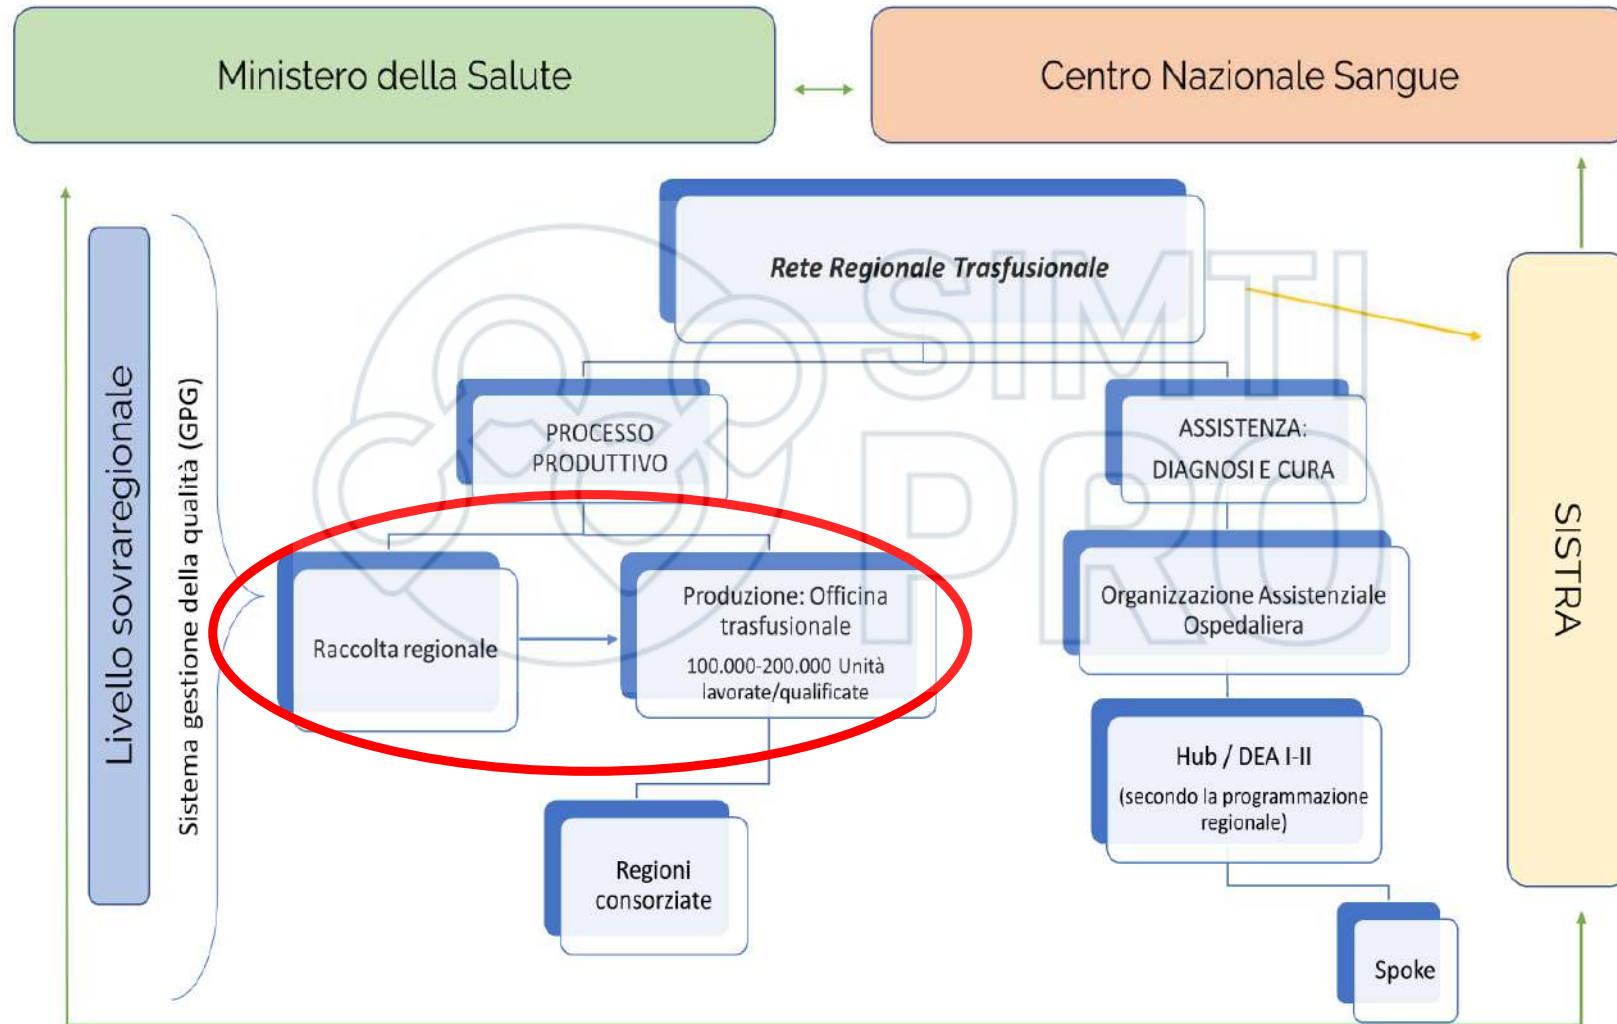 Ministero della Salute
Centro Nazionale Sangue
Rete Regionale Trasfusionale
SIMTI
PRO
Livello sovraregionale
Sistema gestione della qualità (GPG)
PROCESSO
PRODUTTIVO
ASSISTENZA:
DIAGNOSI E CURA
SISTRA
Raccolta regionale
Produzione: Officina
trasfusionale
100.000-200.000 Unità
lavorate/qualificate
Organizzazione Assistenziale
Ospedaliera
Hub / DEA I-II
(secondo la programmazione
regionale)
Regioni
consorziate
Spoke